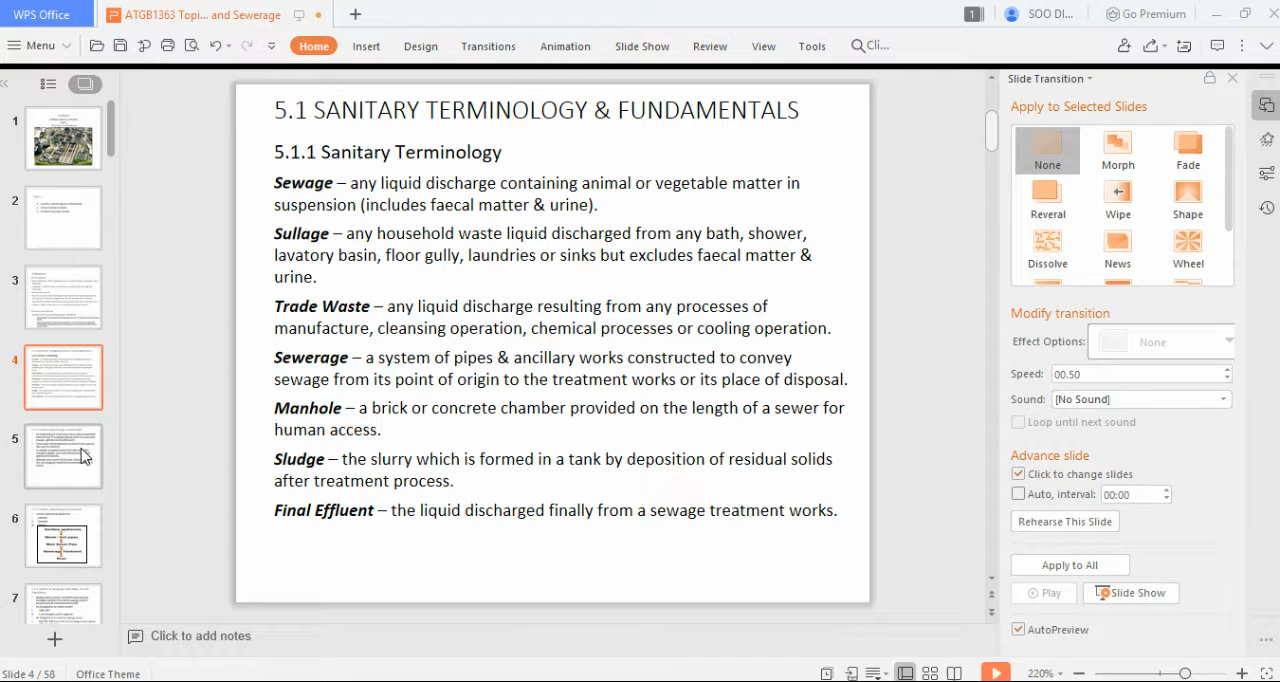 WPS Office
ATGB1363 Topi... and Sewerage
1
SOO DI...
Go Premium
Menu
Home
Insert
Design
Transitions
Animation
Slide Show
Review
View
Tools
Cli...
1
2
3
4
5
6
7
5.1 SANITARY TERMINOLOGY & FUNDAMENTALS
5.1.1 Sanitary Terminology
Sewage – any liquid discharge containing animal or vegetable matter in
suspension (includes faecal matter & urine).
Sullage – any household waste liquid discharged from any bath, shower,
lavatory basin, floor gully, laundries or sinks but excludes faecal matter &
urine.
Trade Waste – any liquid discharge resulting from any processes of
manufacture, cleansing operation, chemical processes or cooling operation.
Sewerage – a system of pipes & ancillary works constructed to convey
sewage from its point of origin to the treatment works or its place of disposal.
Manhole – a brick or concrete chamber provided on the length of a sewer for
human access.
Sludge – the slurry which is formed in a tank by deposition of residual solids
after treatment process.
Final Effluent – the liquid discharged finally from a sewage treatment works.
Click to add notes
Slide Transition
Apply to Selected Slides
None
Morph
Fade
Reveral
Wipe
Shape
Dissolve
News
Wheel
Modify transition
Effect Options:
None
Speed:
00.50
Sound:
[No Sound]
Loop until next sound
Advance slide
Click to change slides
Auto, interval:
00:00
Rehearse This Slide
Apply to All
Play
Slide Show
AutoPreview
Slide 4 / 58
Office Theme
220%